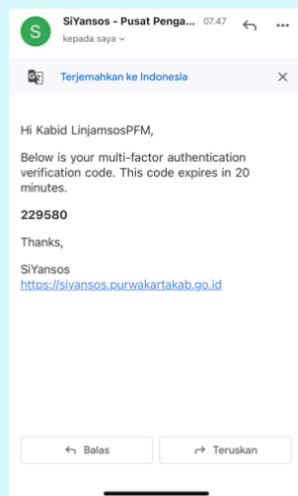 S
SiYansos - Pusat Penga... 07.47
kepada saya
Terjemahkan ke Indonesia
Hi Kabid LinjamsosPFM,
Below is your multi-factor authentication
verification code. This code expires in 20
minutes.
229580
Thanks,
SiYansos
https://siyansos.purwakartakab.go.id
Balas
Teruskan